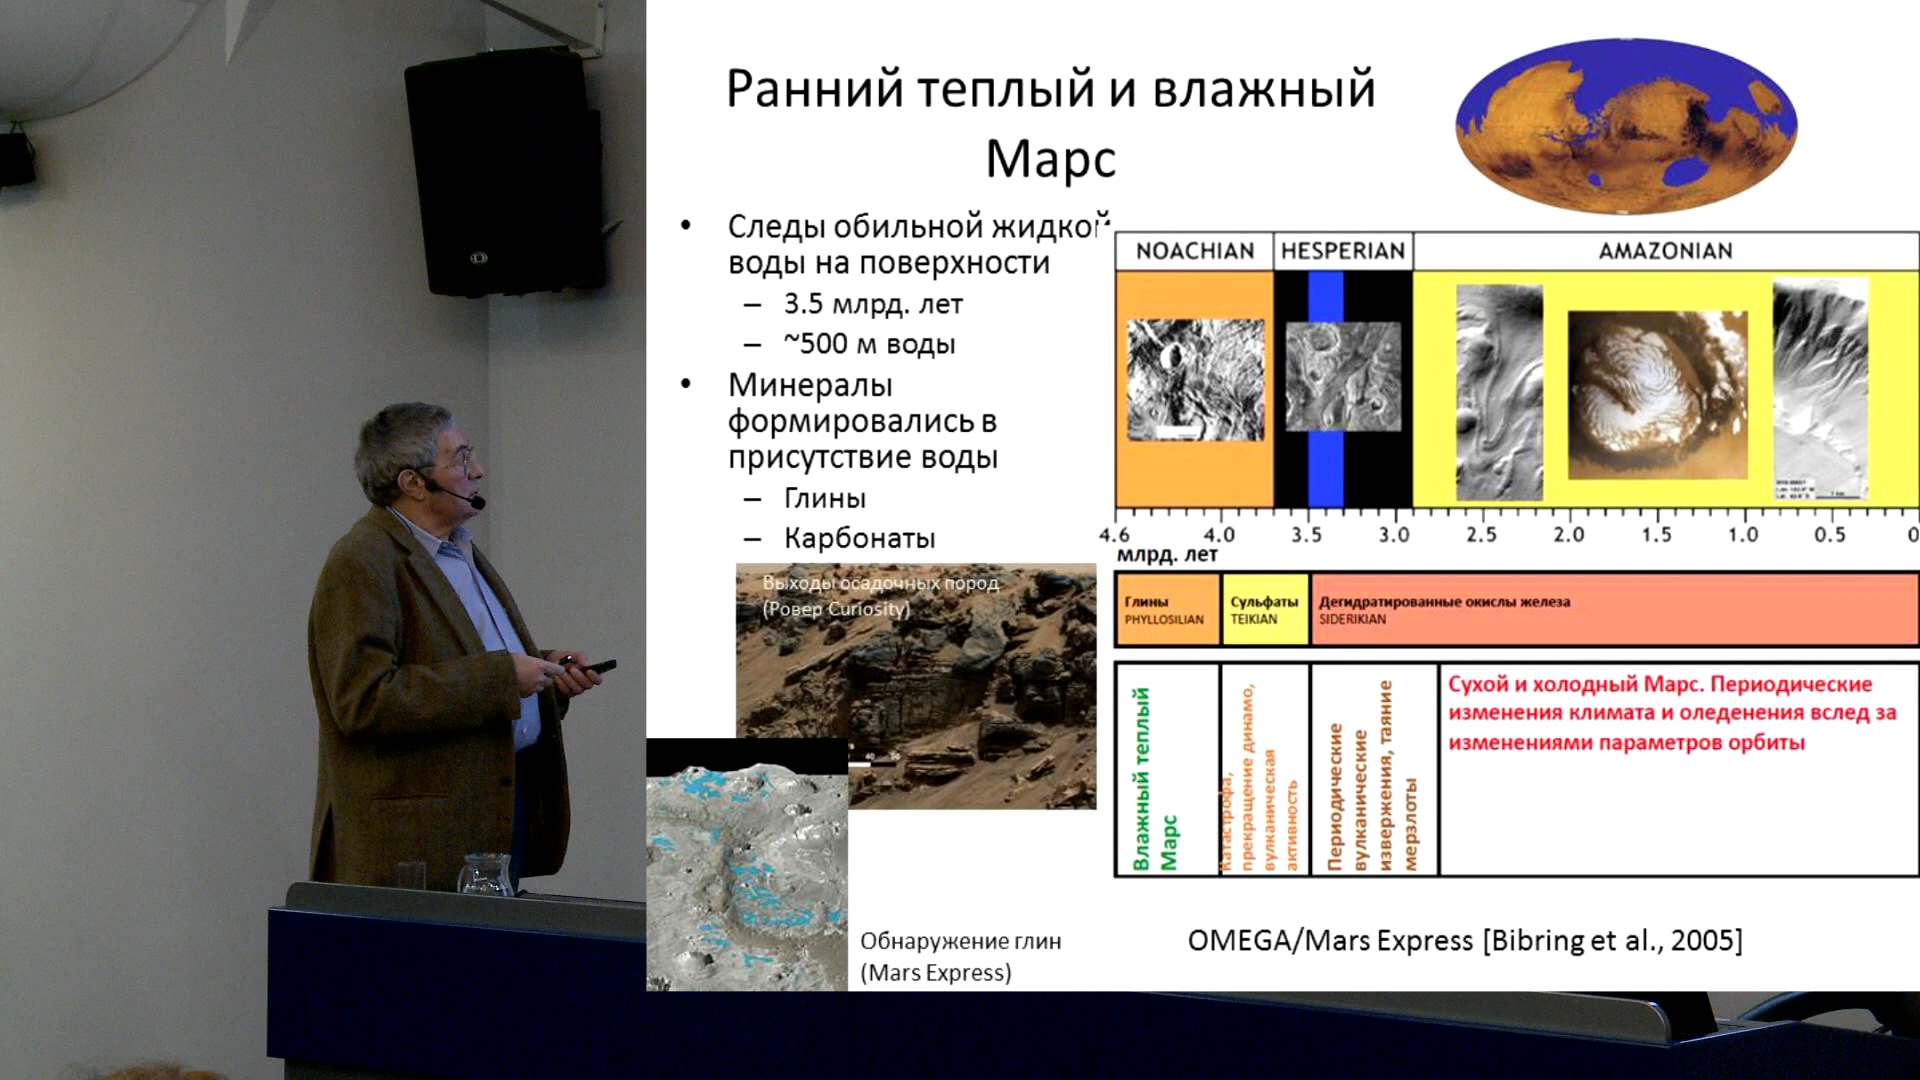 Ранний теплый и влажный
Марс
• Следы обильной жидкой
воды на поверхности
– 3.5 млрд. лет
– ~500 м воды
• Минералы
формировались в
присутствие воды
– Глины
– Карбонаты
Выходы осадочных пород
(Ровер Curiosity)
Обнаружение глин
(Mars Express)
NOACHIAN HESPERIAN AMAZONIAN
4.6 4.0 3.5 3.0 2.5 2.0 1.5 1.0 0.5 0
млрд. лет
Глины Сульфаты Дегидратированные окислы железа
PHYLLOSILIAN TEIKIAN SIDERIKIAN
Влажный теплый
Марс
Катастрофа,
прекращение динамо,
вулканическая
активность
Периодические
вулканические
извержения, таяние
мерзлоты
Сухой и холодный Марс. Периодические
изменения климата и оледенения вслед за
изменениями параметров орбиты
OMEGA/Mars Express [Bibring et al., 2005]